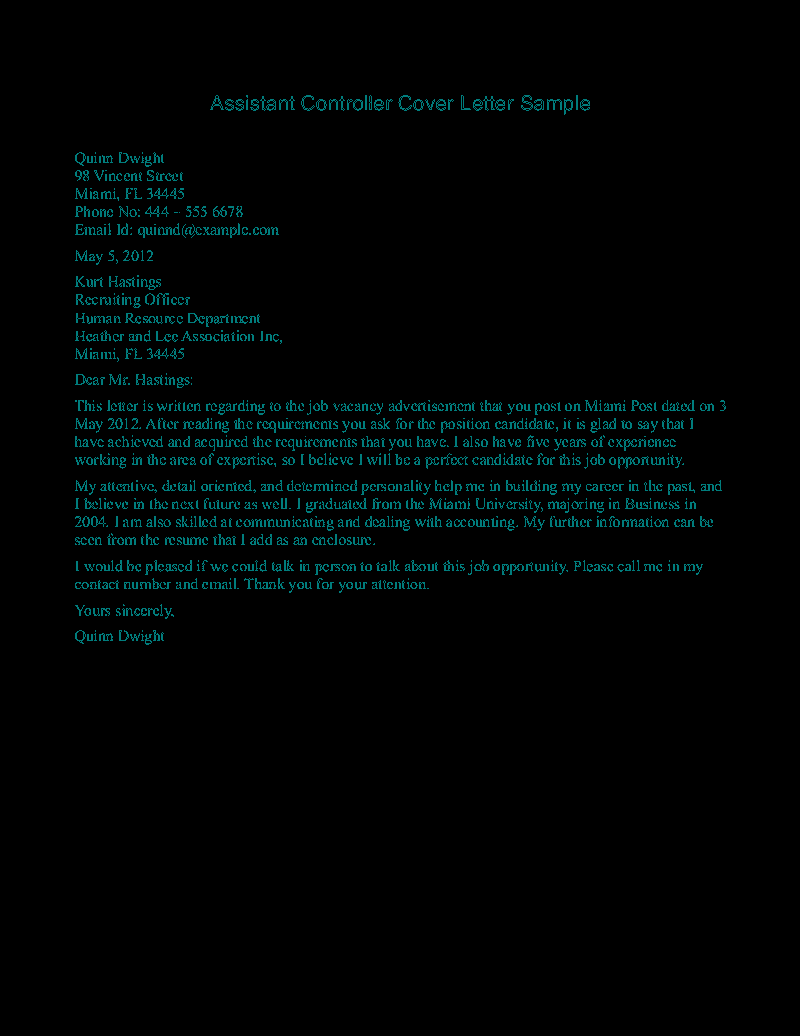 Assistant Controller Cover Letter Sample
Quinn Dwight
98 Vincent Street
Miami, FL 34445
Phone No: 444 – 555 6678
Email Id: quinnd@example.com
May 5, 2012
Kurt Hastings
Recruiting Officer
Human Resource Department
Heather and Lee Association Inc,
Miami, FL 34445
Dear Mr. Hastings:
This letter is written regarding to the job vacancy advertisement that you post on Miami Post dated on 3
May 2012. After reading the requirements you ask for the position candidate, it is glad to say that I
have achieved and acquired the requirements that you have. I also have five years of experience
working in the area of expertise, so I believe I will be a perfect candidate for this job opportunity.
My attentive, detail oriented, and determined personality help me in building my career in the past, and
I believe in the next future as well. I graduated from the Miami University, majoring in Business in
2004. I am also skilled at communicating and dealing with accounting. My further information can be
seen from the resume that I add as an enclosure.
I would be pleased if we could talk in person to talk about this job opportunity. Please call me in my
contact number and email. Thank you for your attention.
Yours sincerely,
Quinn Dwight